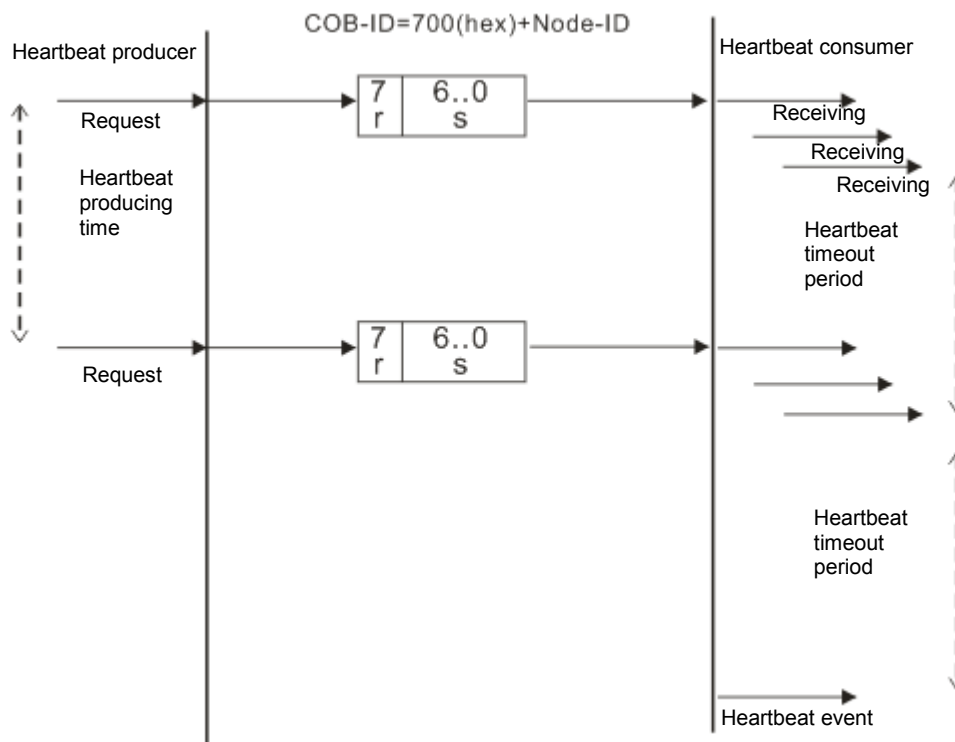 COB-ID=700(hex)+Node-ID
Heartbeat producer
Heartbeat consumer
7
6..0
r
s
Request
Receiving
Receiving
Receiving
Heartbeat
producing
time
Heartbeat
timeout
period
7
6..0
r
s
Request
Heartbeat
timeout
period
Heartbeat event